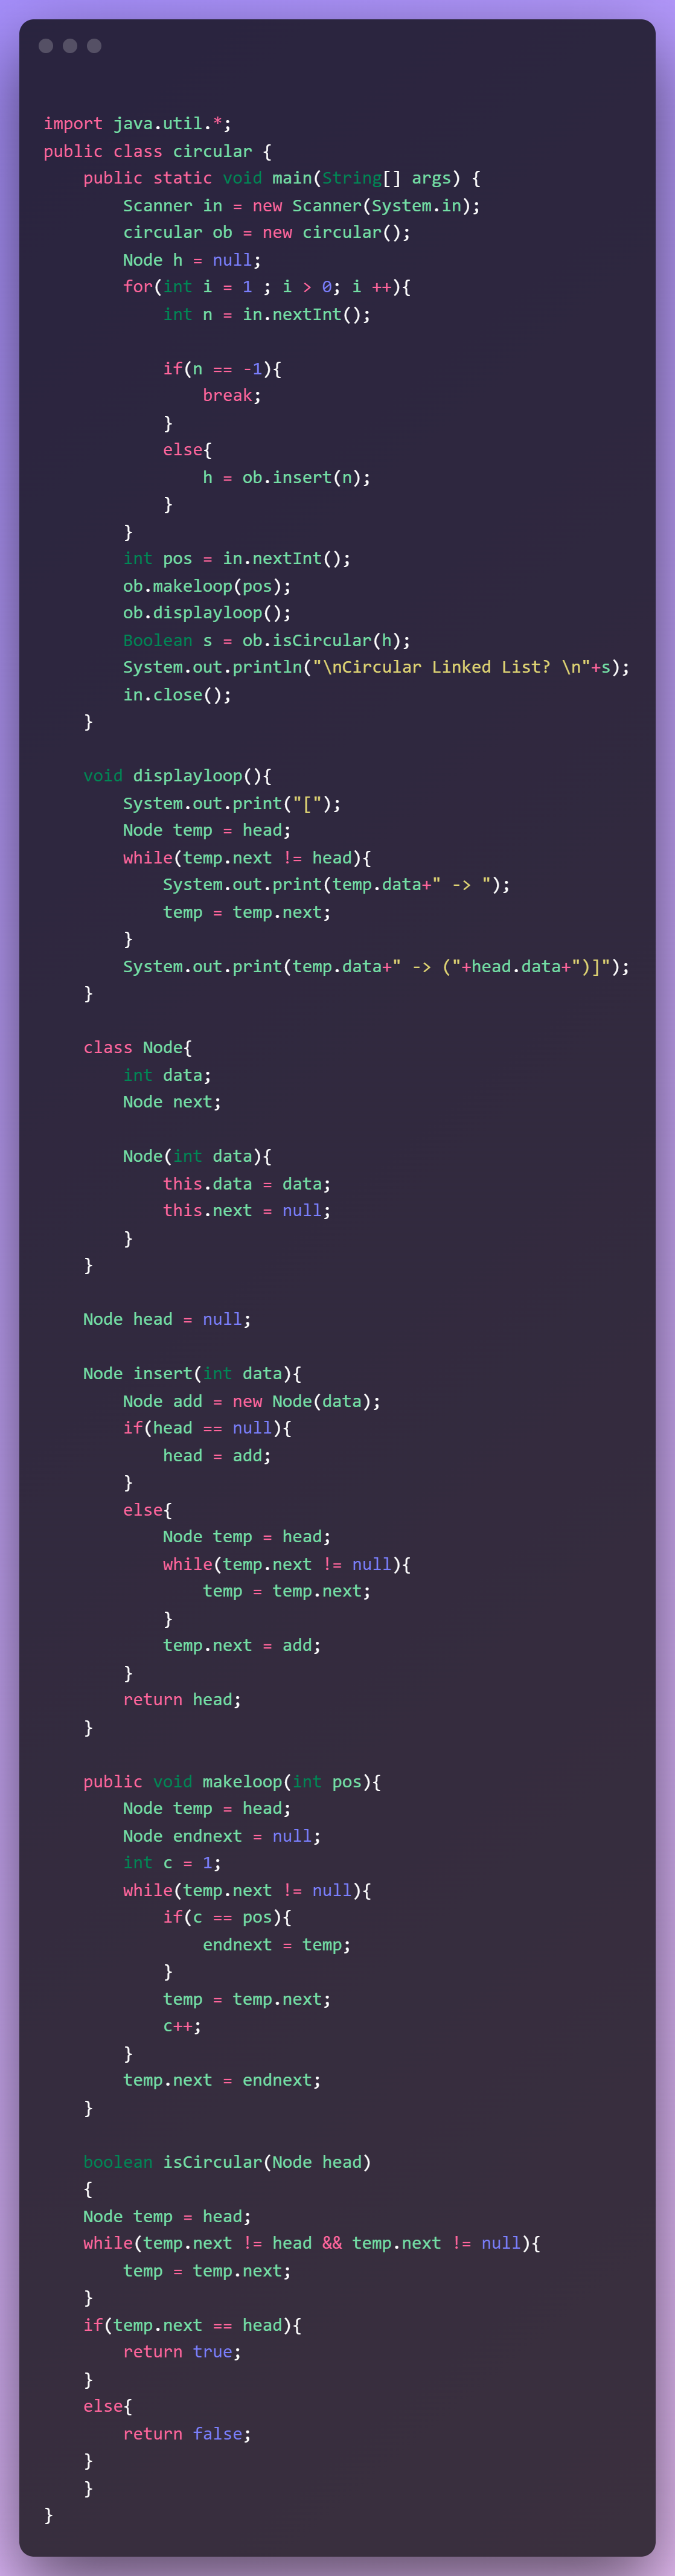 import java.util.*;
public class circular {
    public static void main(String[] args) {
        Scanner in = new Scanner(System.in);
        circular ob = new circular();
        Node h = null;
        for(int i = 1 ; i > 0; i ++){
            int n = in.nextInt();

            if(n == -1){
                break;
            }
            else{
                h = ob.insert(n);
            }
        }
        int pos = in.nextInt();
        ob.makeloop(pos);
        ob.displayloop();
        Boolean s = ob.isCircular(h);
        System.out.println("\nCircular Linked List? \n"+s);
        in.close();
    }

    void displayloop(){
        System.out.print("[");
        Node temp = head;
        while(temp.next != head){
            System.out.print(temp.data+" -> ");
            temp = temp.next;
        }
        System.out.print(temp.data+" -> ("+head.data+")]");
    }

    class Node{
        int data;
        Node next;

        Node(int data){
            this.data = data;
            this.next = null;
        }
    }

    Node head = null;

    Node insert(int data){
        Node add = new Node(data);
        if(head == null){
            head = add;
        }
        else{
            Node temp = head;
            while(temp.next != null){
                temp = temp.next;
            }
            temp.next = add;
        }
        return head;
    }

    public void makeloop(int pos){
        Node temp = head;
        Node endnext = null;
        int c = 1;
        while(temp.next != null){
            if(c == pos){
                endnext = temp;
            }
            temp = temp.next;
            c++;
        }
        temp.next = endnext;
    }

    boolean isCircular(Node head)
    {
    Node temp = head;
    while(temp.next != head && temp.next != null){
        temp = temp.next;
    }
    if(temp.next == head){
        return true;
    }
    else{
        return false;
    }
    }
}